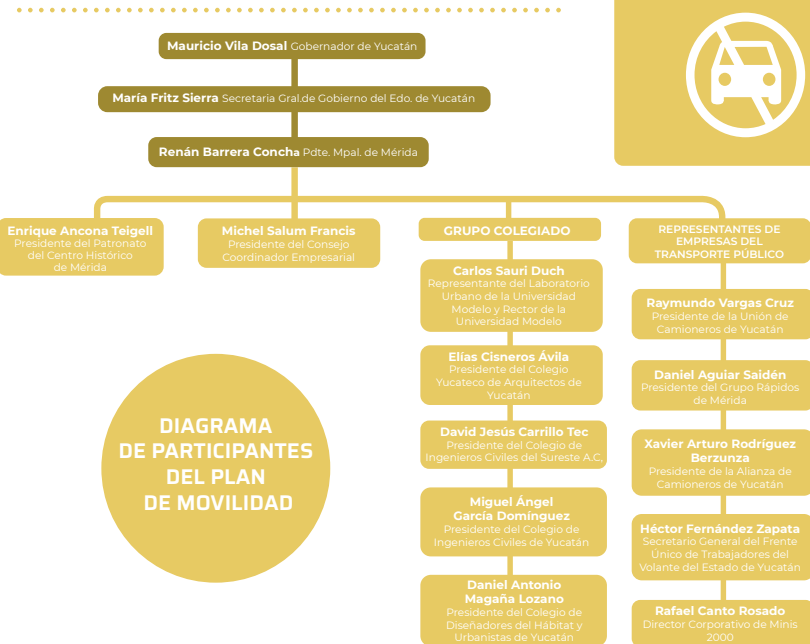 Mauricio Vila Dosal Gobernador de Yucatán
María Fritz Sierra Secretaria Gral.de Gobierno del Edo. de Yucatán
Renán Barrera Concha Pdte. Mpal. de Mérida
Enrique Ancona Teigell
Presidente del Patronato
del Centro Histórico
de Mérida
Michel Salum Francis
Presidente del Consejo
Coordinador Empresarial
GRUPO COLEGIADO
Carlos Sauri Duch
Representante del Laboratorio
Urbano de la Universidad
Modelo y Rector de la
Universidad Modelo
Elías Cisneros Ávila
Presidente del Colegio
Yucateco de Arquitectos de
Yucatán
David Jesús Carrillo Tec
Presidente del Colegio de
Ingenieros Civiles del Sureste A.C,
Miguel Ángel
García Domínguez
Presidente del Colegio de
Ingenieros Civiles de Yucatán
Daniel Antonio
Magaña Lozano
Presidente del Colegio de
Diseñadores del Hábitat y
Urbanistas de Yucatán
REPRESENTANTES DE
EMPRESAS DEL
TRANSPORTE PÚBLICO
Raymundo Vargas Cruz
Presidente de la Unión de
Camioneros de Yucatán
Daniel Aguiar Saidén
Presidente del Grupo Rápidos
de Mérida
Xavier Arturo Rodríguez
Berzunza
Presidente de la Alianza de
Camioneros de Yucatán
Héctor Fernández Zapata
Secretario General del Frente
Único de Trabajadores del
Volante del Estado de Yucatán
Rafael Canto Rosado
Director Corporativo de Minis
2000
DIAGRAMA
DE PARTICIPANTES
DEL PLAN
DE MOVILIDAD